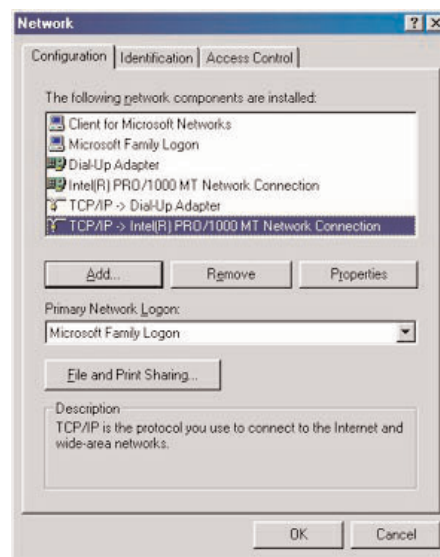 Network
Configuration Identification Access Control
The following network components are installed:
Client for Microsoft Networks
Microsoft Family Logon
Dial-Up Adapter
Intel(R) PRO/1000 MT Network Connection
TCP/IP -> Dial-Up Adapter
TCP/IP -> Intel(R) PRO/1000 MT Network Connection
Add... Remove Properties
Primary Network Logon:
Microsoft Family Logon
File and Print Sharing...
Description
TCP/IP is the protocol you use to connect to the Internet and
wide-area networks.
OK Cancel